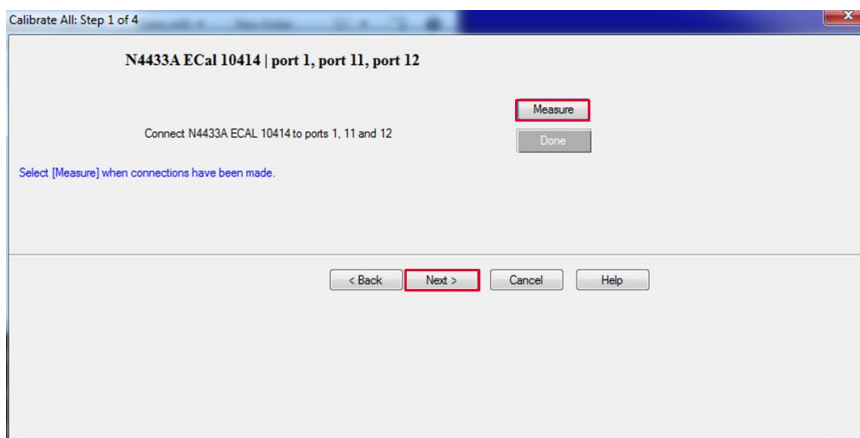 Calibrate All: Step 1 of 4
N4433A ECal 10414 | port 1, port 11, port 12
Measure
Connect N4433A ECAL 10414 to ports 1, 11 and 12
Done
Select [Measure] when connections have been made.
< Back Next > Cancel Help